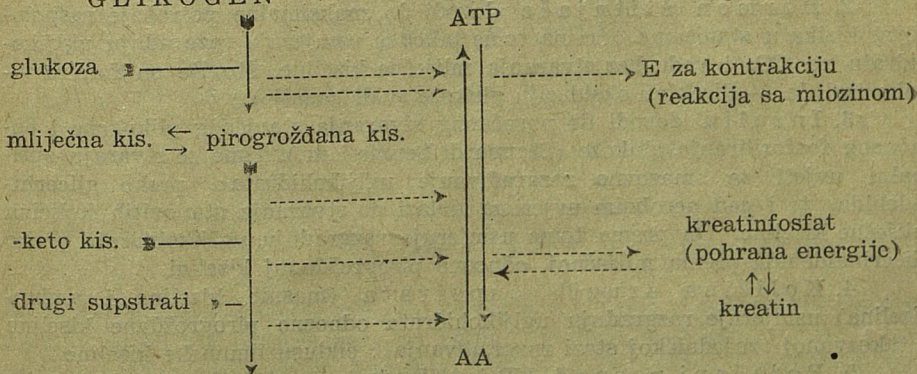 GLIKOGEN
ATP
glukoza
E za kontrakciju
(reakcija sa miozinom)
mliječna kis. ⇆ pirogrožđana kis.
-keto kis.
kreatinfosfat
(pohrana energije)
↑↓
kreatin
drugi supstrati
AA